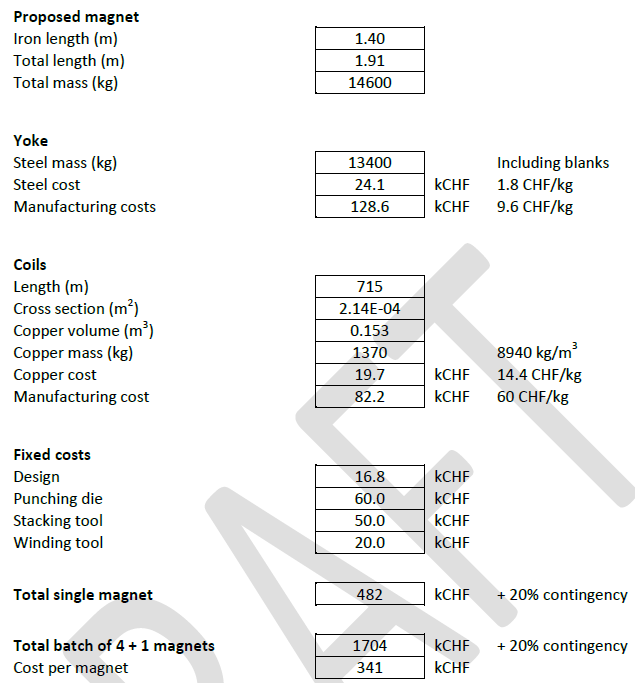 Proposed magnet
Iron length (m) 1.40
Total length (m) 1.91
Total mass (kg) 14600
Yoke
Steel mass (kg) 13400 Including blanks
Steel cost 24.1 kCHF 1.8 CHF/kg
Manufacturing costs 128.6 kCHF 9.6 CHF/kg
Coils
Length (m) 715
Cross section (m²) 2.14E-04
Copper volume (m³) 0.153
Copper mass (kg) 1370 8940 kg/m³
Copper cost 19.7 kCHF 14.4 CHF/kg
Manufacturing cost 82.2 kCHF 60 CHF/kg
Fixed costs
Design 16.8 kCHF
Punching die 60.0 kCHF
Stacking tool 50.0 kCHF
Winding tool 20.0 kCHF
Total single magnet 482 kCHF + 20% contingency
Total batch of 4 + 1 magnets 1704 kCHF + 20% contingency
Cost per magnet 341 kCHF
RAFT